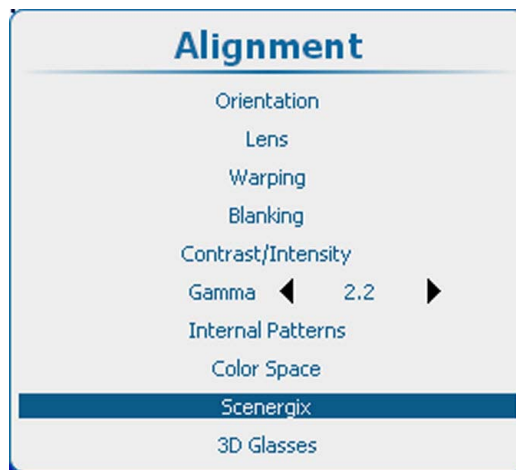 Alignment
Orientation
Lens
Warping
Blanking
Contrast/Intensity
Gamma 2.2
Internal Patterns
Color Space
Scenergix
3D Glasses